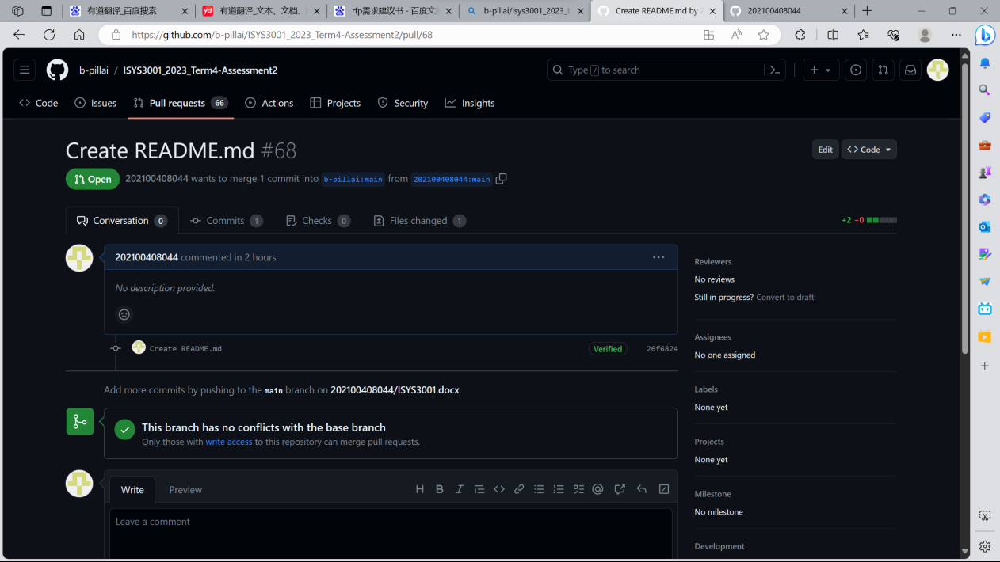 有道翻译_百度搜索
有道翻译_文本、文档、
rfp需求建议书 - 百度文
b-pillai/isys3001_2023_t
Create README.md by 2
202100408044
https://github.com/b-pillai/ISYS3001_2023_Term4-Assessment2/pull/68
b-pillai / ISYS3001_2023_Term4-Assessment2
Type / to search
Code Issues Pull requests 66 Actions Projects Security Insights
Create README.md #68
Edit <> Code
Open 202100408044 wants to merge 1 commit into b-pillai:main from 202100408044:main
Conversation 0 Commits 1 Checks 0 Files changed 1
+2 −0
202100408044 commented in 2 hours
No description provided.
Create README.md Verified 26f6824
Add more commits by pushing to the main branch on 202100408044/ISYS3001.docx.
This branch has no conflicts with the base branch
Only those with write access to this repository can merge pull requests.
Write Preview
Leave a comment
Reviewers
No reviews
Still in progress? Convert to draft
Assignees
No one assigned
Labels
None yet
Projects
None yet
Milestone
No milestone
Development